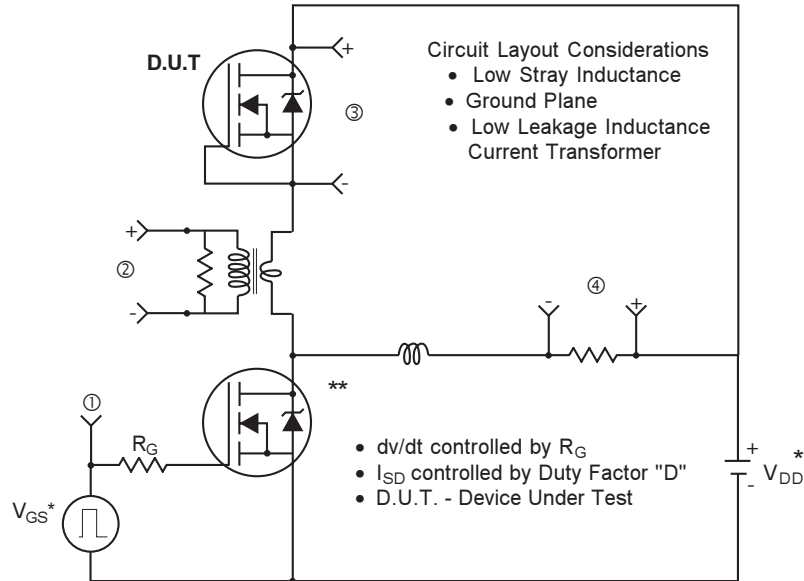 D.U.T
+
③
-
Circuit Layout Considerations
• Low Stray Inductance
• Ground Plane
• Low Leakage Inductance
Current Transformer
+
②
-
-
④
+
**
①
R_G
V_GS*
• dv/dt controlled by R_G
• I_SD controlled by Duty Factor "D"
• D.U.T. - Device Under Test
+
-
V_DD*